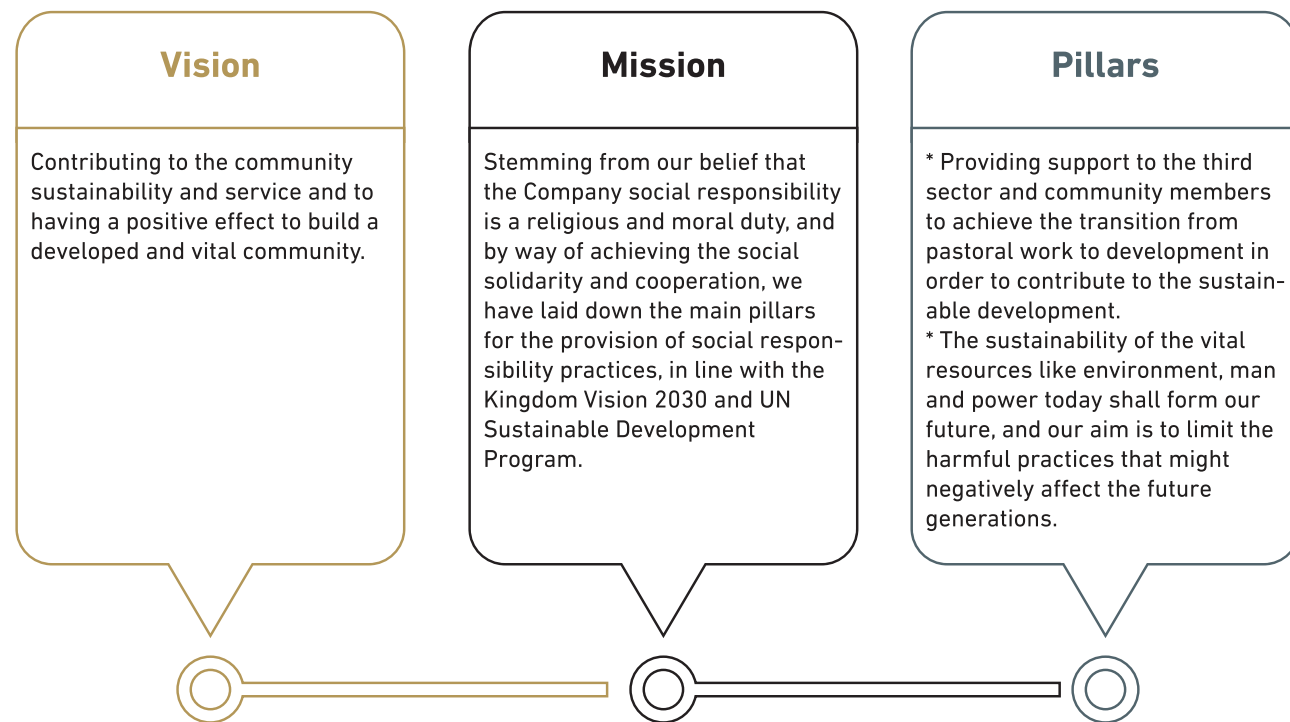 Vision
Contributing to the community
sustainability and service and to
having a positive effect to build a
developed and vital community.
Mission
Stemming from our belief that
the Company social responsibility
is a religious and moral duty, and
by way of achieving the social
solidarity and cooperation, we
have laid down the main pillars
for the provision of social respon-
sibility practices, in line with the
Kingdom Vision 2030 and UN
Sustainable Development
Program.
Pillars
* Providing support to the third
sector and community members
to achieve the transition from
pastoral work to development in
order to contribute to the sustain-
able development.
* The sustainability of the vital
resources like environment, man
and power today shall form our
future, and our aim is to limit the
harmful practices that might
negatively affect the future
generations.